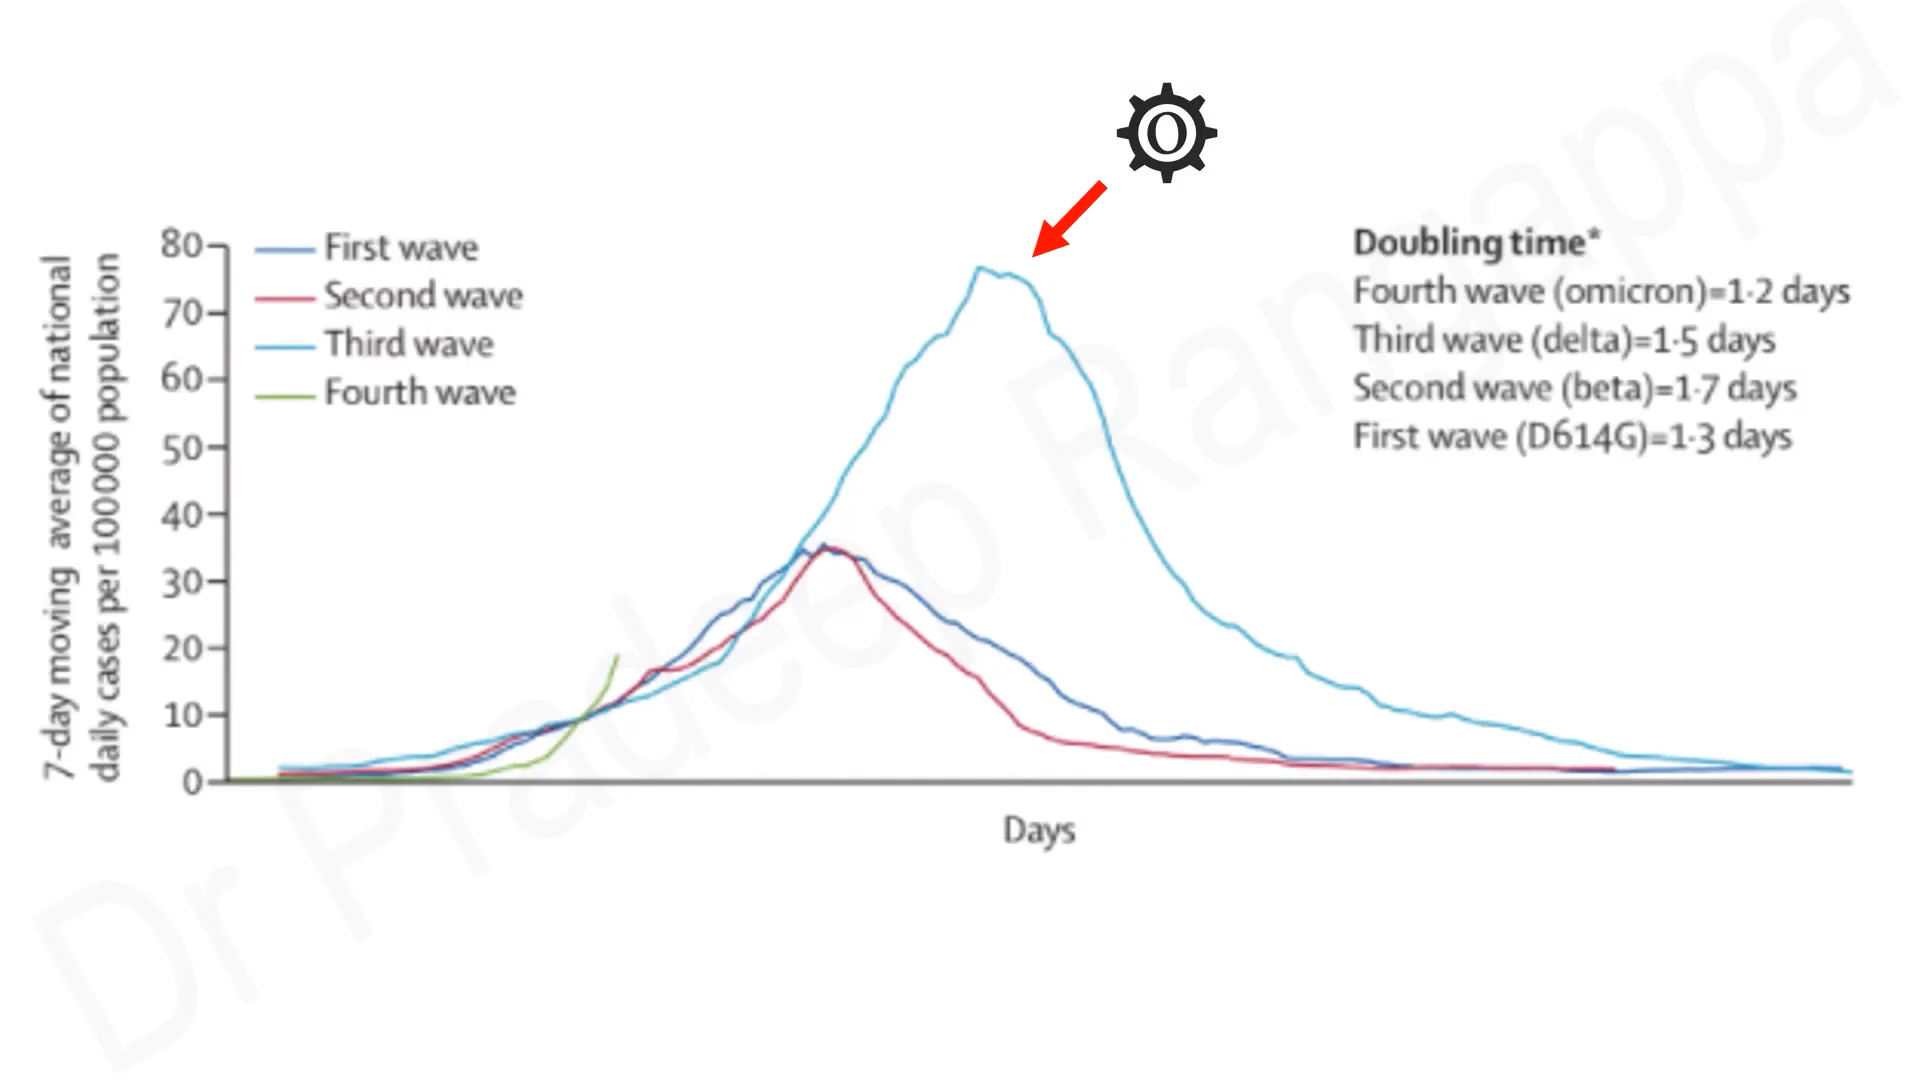 O
80
70
60
50
40
30
20
10
0
7-day moving average of national
daily cases per 100000 population
First wave
Second wave
Third wave
Fourth wave
Doubling time*
Fourth wave (omicron)=1·2 days
Third wave (delta)=1·5 days
Second wave (beta)=1·7 days
First wave (D614G)=1·3 days
Days
Dr Pradeep Rangappa